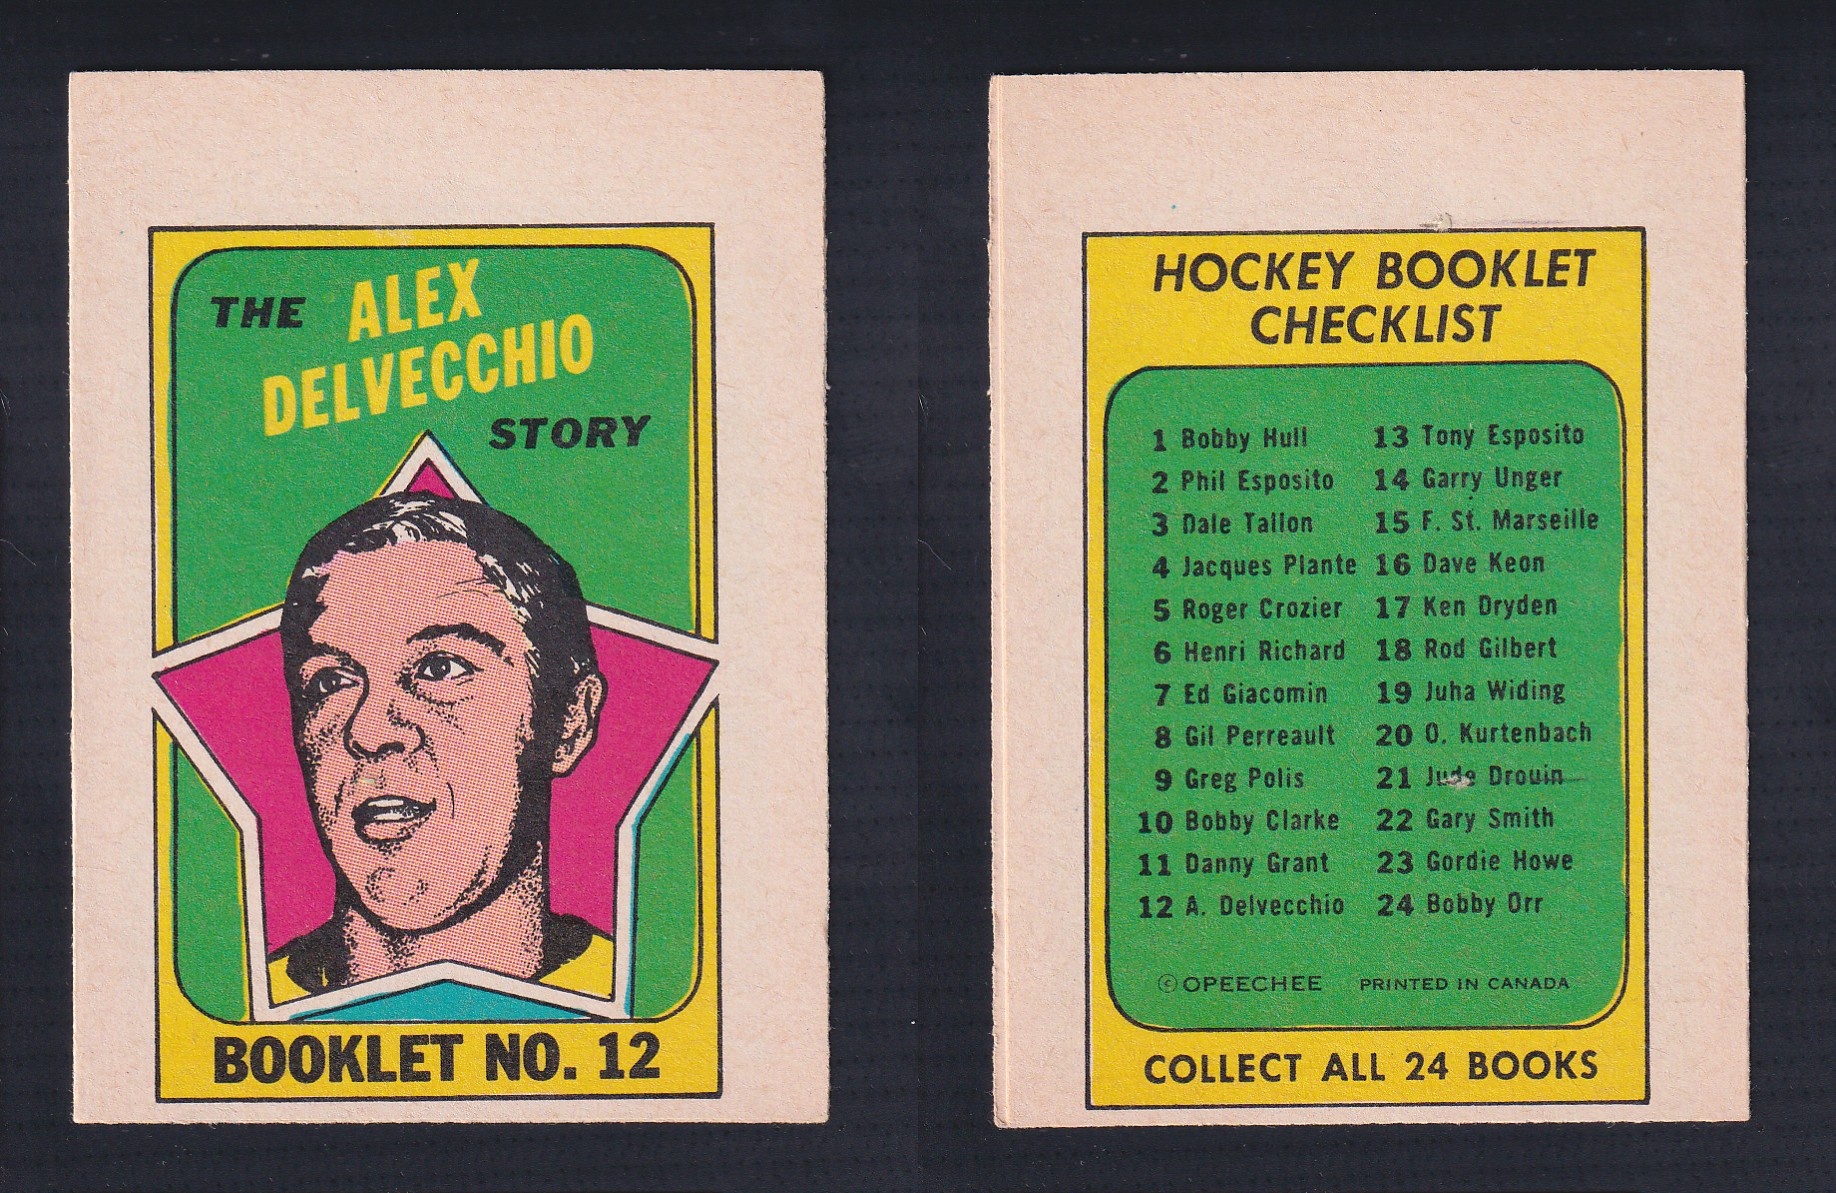 THE ALEX
DELVECCHIO
STORY
BOOKLET NO. 12
HOCKEY BOOKLET
CHECKLIST
1 Bobby Hull
2 Phil Esposito
3 Dale Tallon
4 Jacques Plante
5 Roger Crozier
6 Henri Richard
7 Ed Giacomin
8 Gil Perreault
9 Greg Polis
10 Bobby Clarke
11 Danny Grant
12 A. Delvecchio
13 Tony Esposito
14 Garry Unger
15 F. St. Marseille
16 Dave Keon
17 Ken Dryden
18 Rod Gilbert
19 Juha Widing
20 O. Kurtenbach
21 Jude Drouin
22 Gary Smith
23 Gordie Howe
24 Bobby Orr
© OPEECHEE PRINTED IN CANADA
COLLECT ALL 24 BOOKS